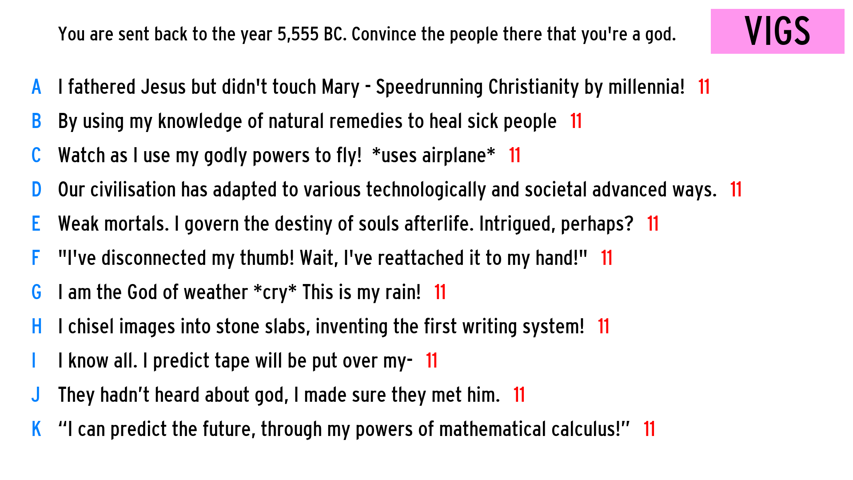 You are sent back to the year 5,555 BC. Convince the people there that you're a god.
VIGS
A I fathered Jesus but didn't touch Mary - Speedrunning Christianity by millennia! 11
B By using my knowledge of natural remedies to heal sick people 11
C Watch as I use my godly powers to fly! *uses airplane* 11
D Our civilisation has adapted to various technologically and societal advanced ways. 11
E Weak mortals. I govern the destiny of souls afterlife. Intrigued, perhaps? 11
F "I've disconnected my thumb! Wait, I've reattached it to my hand!" 11
G I am the God of weather *cry* This is my rain! 11
H I chisel images into stone slabs, inventing the first writing system! 11
I I know all. I predict tape will be put over my- 11
J They hadn’t heard about god, I made sure they met him. 11
K “I can predict the future, through my powers of mathematical calculus!” 11